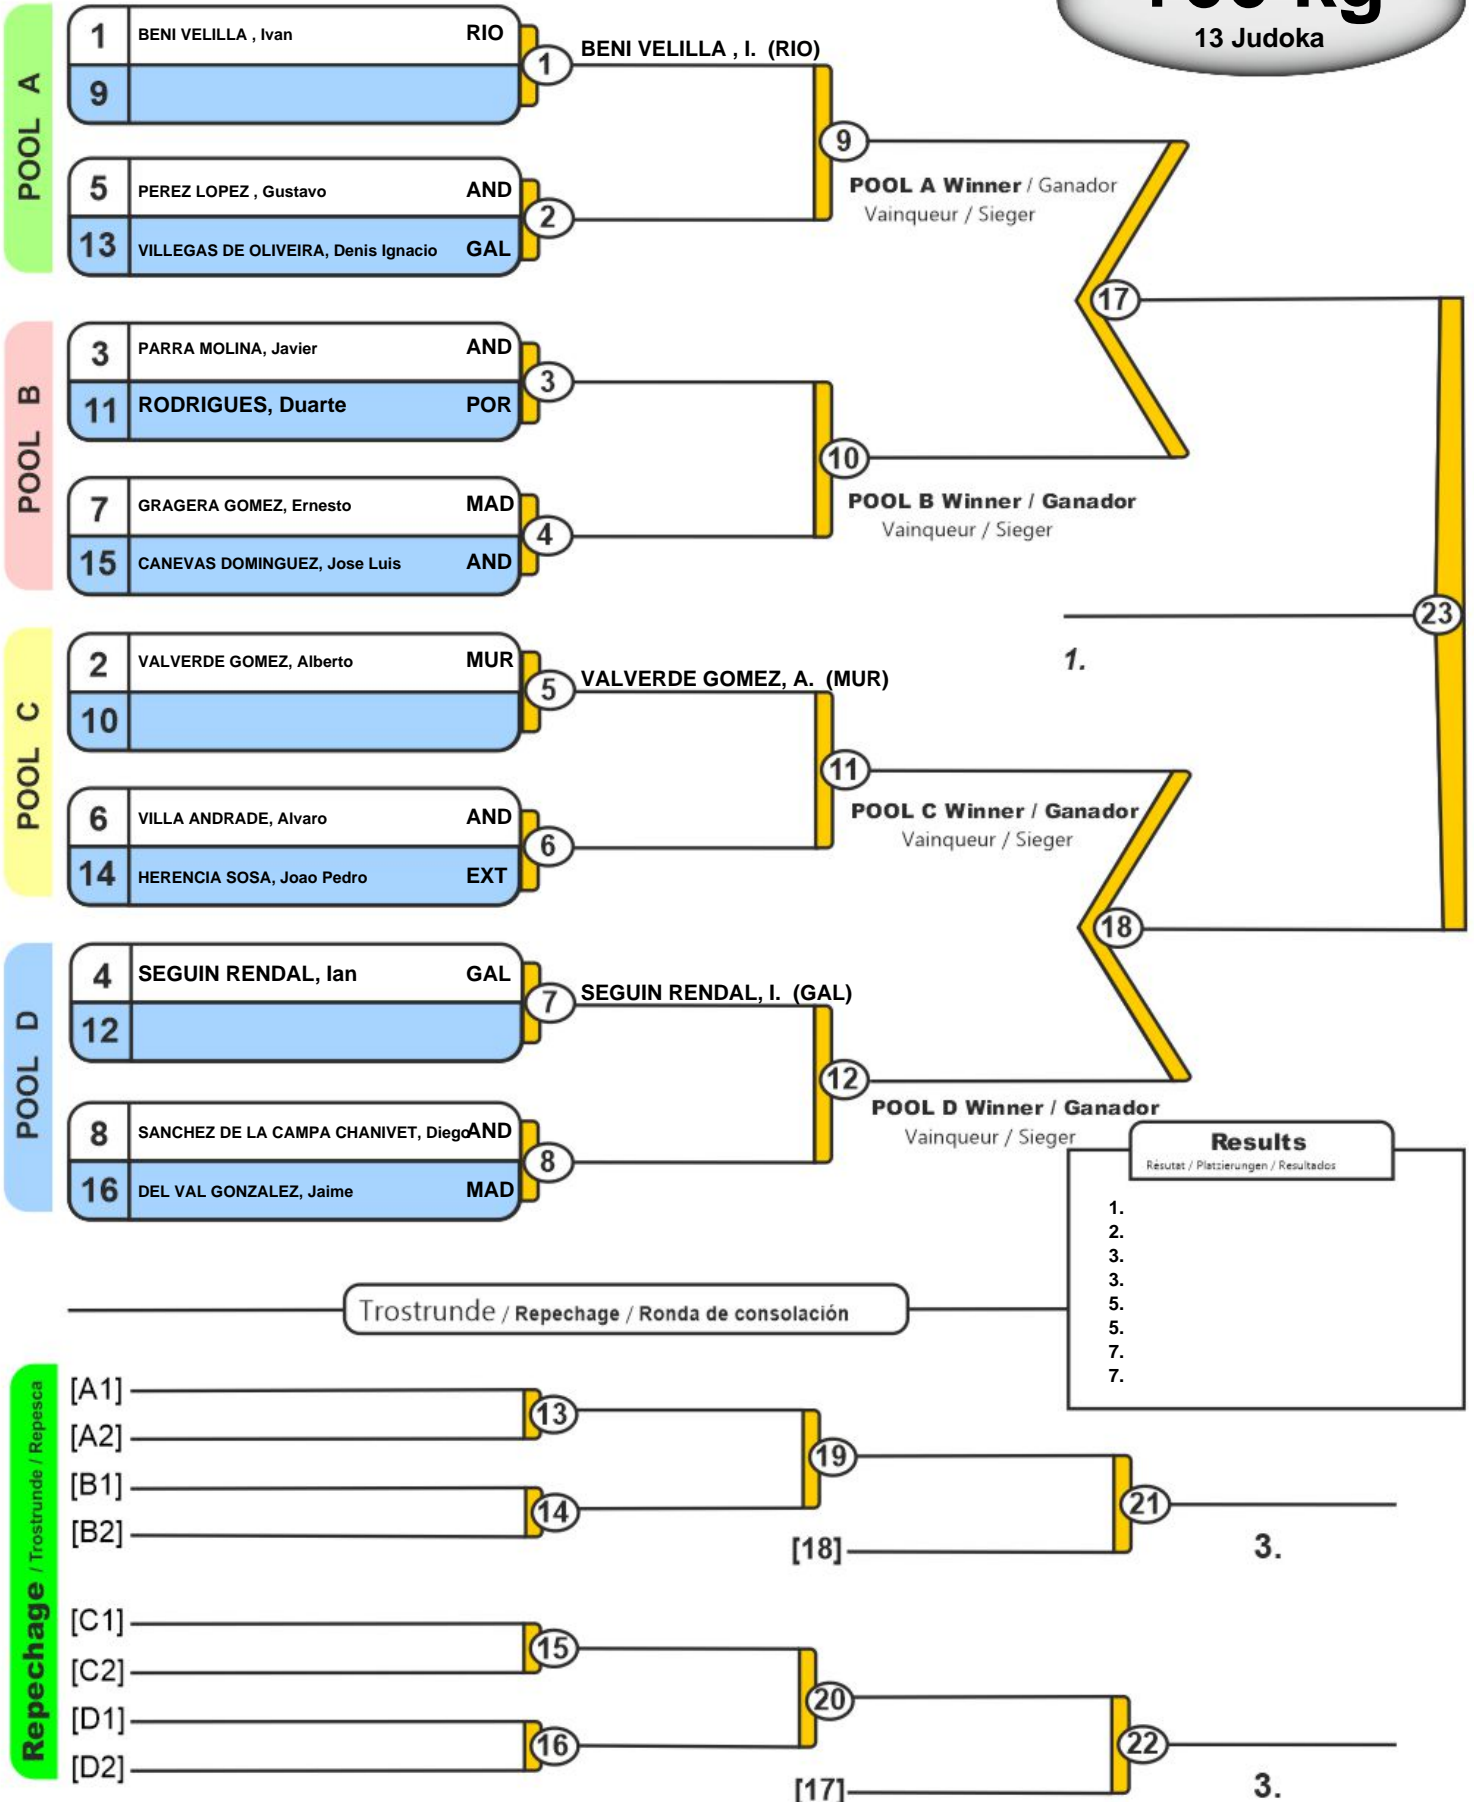 13 Judoka
POOL A
1 BENI VELILLA , Ivan RIO
9
1
BENI VELILLA , I. (RIO)
5 PEREZ LOPEZ , Gustavo AND
13 VILLEGAS DE OLIVEIRA, Denis Ignacio GAL
2
9
POOL A Winner / Ganador
Vainqueur / Sieger
17
POOL B
3 PARRA MOLINA, Javier AND
11 RODRIGUES, Duarte POR
3
7 GRAGERA GOMEZ, Ernesto MAD
15 CANEVAS DOMINGUEZ, Jose Luis AND
4
10
POOL B Winner / Ganador
Vainqueur / Sieger
23
1.
POOL C
2 VALVERDE GOMEZ, Alberto MUR
10
5
VALVERDE GOMEZ, A. (MUR)
6 VILLA ANDRADE, Alvaro AND
14 HERENCIA SOSA, Joao Pedro EXT
6
11
POOL C Winner / Ganador
Vainqueur / Sieger
18
POOL D
4 SEGUIN RENDAL, Ian GAL
12
7
SEGUIN RENDAL, I. (GAL)
8 SANCHEZ DE LA CAMPA CHANIVET, Diego AND
16 DEL VAL GONZALEZ, Jaime MAD
8
12
POOL D Winner / Ganador
Vainqueur / Sieger
Results
Résutat / Platzierungen / Resultados
1.
2.
3.
3.
5.
5.
7.
7.
Trostrunde / Repechage / Ronda de consolación
Repechage / Trostrunde / Repesca
[A1]
[A2]
13
[B1]
[B2]
14
19
[18]
21
3.
[C1]
[C2]
15
[D1]
[D2]
16
20
[17]
22
3.